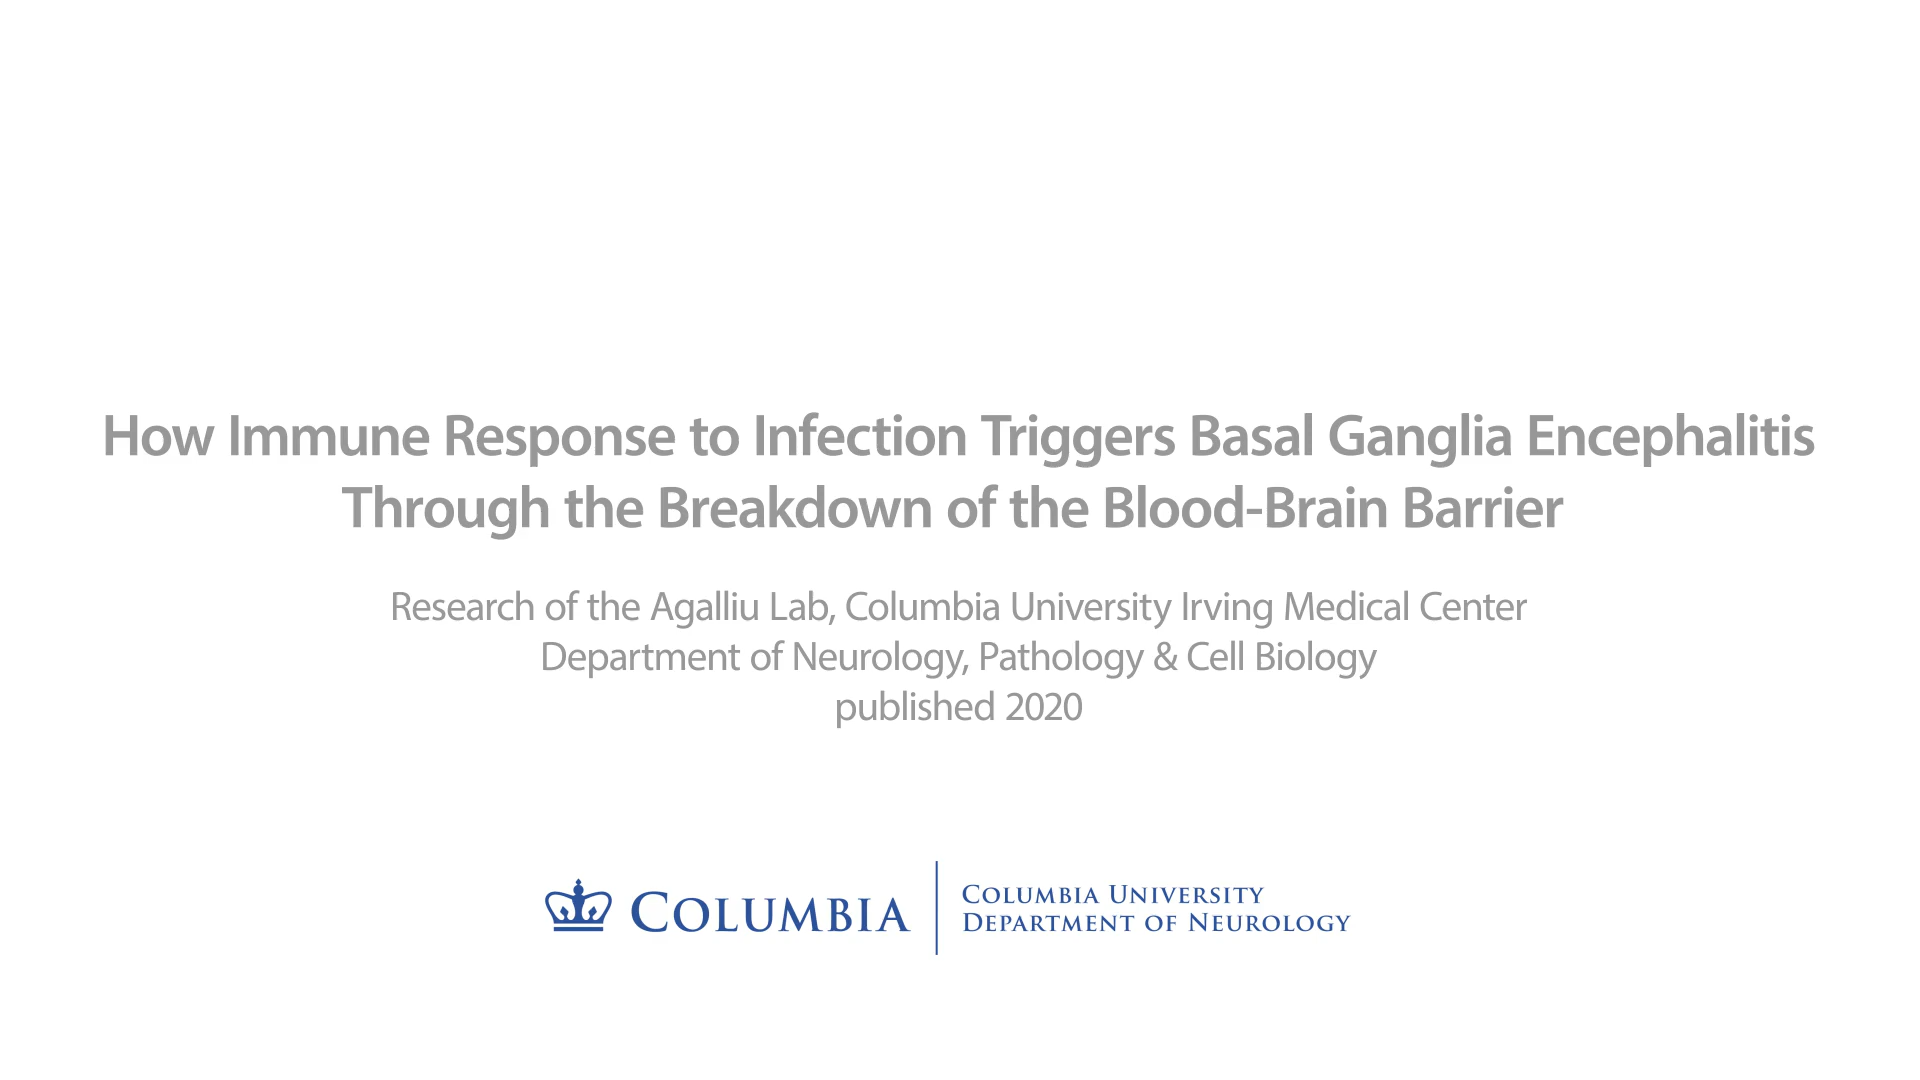 How Immune Response to Infection Triggers Basal Ganglia Encephalitis
Through the Breakdown of the Blood-Brain Barrier
Research of the Agalliu Lab, Columbia University Irving Medical Center
Department of Neurology, Pathology & Cell Biology
published 2020
COLUMBIA
COLUMBIA UNIVERSITY
DEPARTMENT OF NEUROLOGY